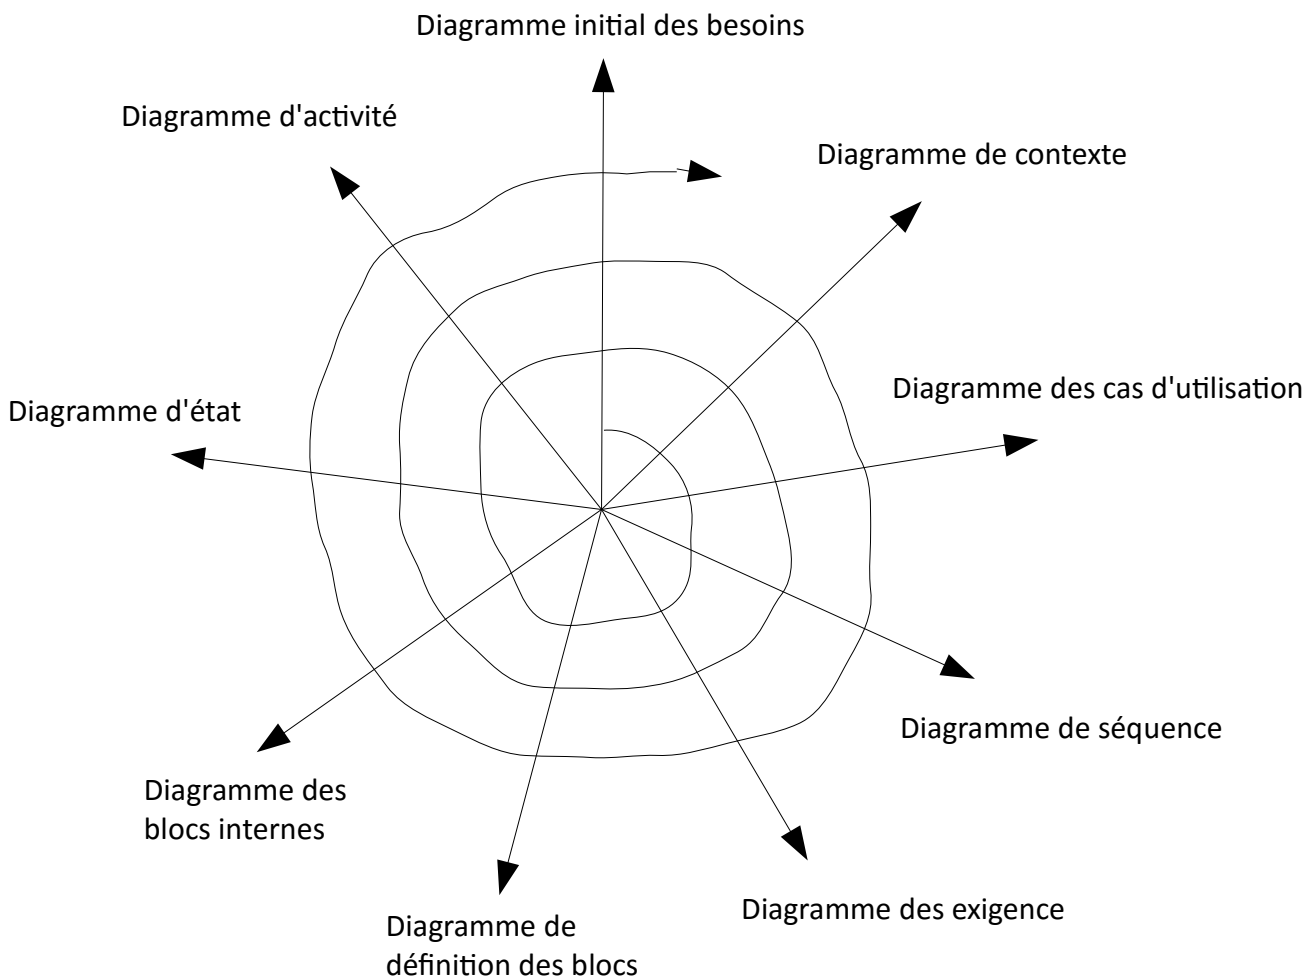 Diagramme initial des besoins
Diagramme d'activité
Diagramme de contexte
Diagramme des cas d'utilisation
Diagramme d'état
Diagramme de séquence
Diagramme des
blocs internes
Diagramme des exigence
Diagramme de
définition des blocs